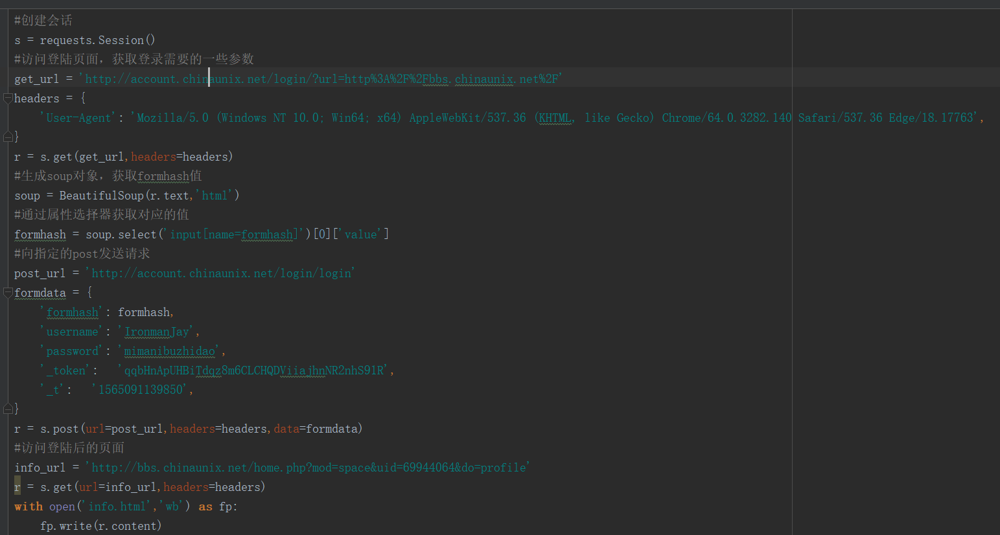 #创建会话
s = requests.Session()
#访问登陆页面，获取登录需要的一些参数
get_url = 'http://account.chinaunix.net/login/?url=http%3A%2F%2Fbbs.chinaunix.net%2F'
headers = {
    'User-Agent': 'Mozilla/5.0 (Windows NT 10.0; Win64; x64) AppleWebKit/537.36 (KHTML, like Gecko) Chrome/64.0.3282.140 Safari/537.36 Edge/18.17763',
}
r = s.get(get_url,headers=headers)
#生成soup对象，获取formhash值
soup = BeautifulSoup(r.text,'html')
#通过属性选择器获取对应的值
formhash = soup.select('input[name=formhash]')[0]['value']
#向指定的post发送请求
post_url = 'http://account.chinaunix.net/login/login'
formdata = {
    'formhash': formhash,
    'username': 'IronmanJay',
    'password': 'mimanibuzhidao',
    '_token':   'qqbHnApUHBiTdqz8m6CLCHQDViiajhnNR2nhS9lR',
    '_t':   '1565091139850',
}
r = s.post(url=post_url,headers=headers,data=formdata)
#访问登陆后的页面
info_url = 'http://bbs.chinaunix.net/home.php?mod=space&uid=69944064&do=profile'
r = s.get(url=info_url,headers=headers)
with open('info.html','wb') as fp:
    fp.write(r.content)